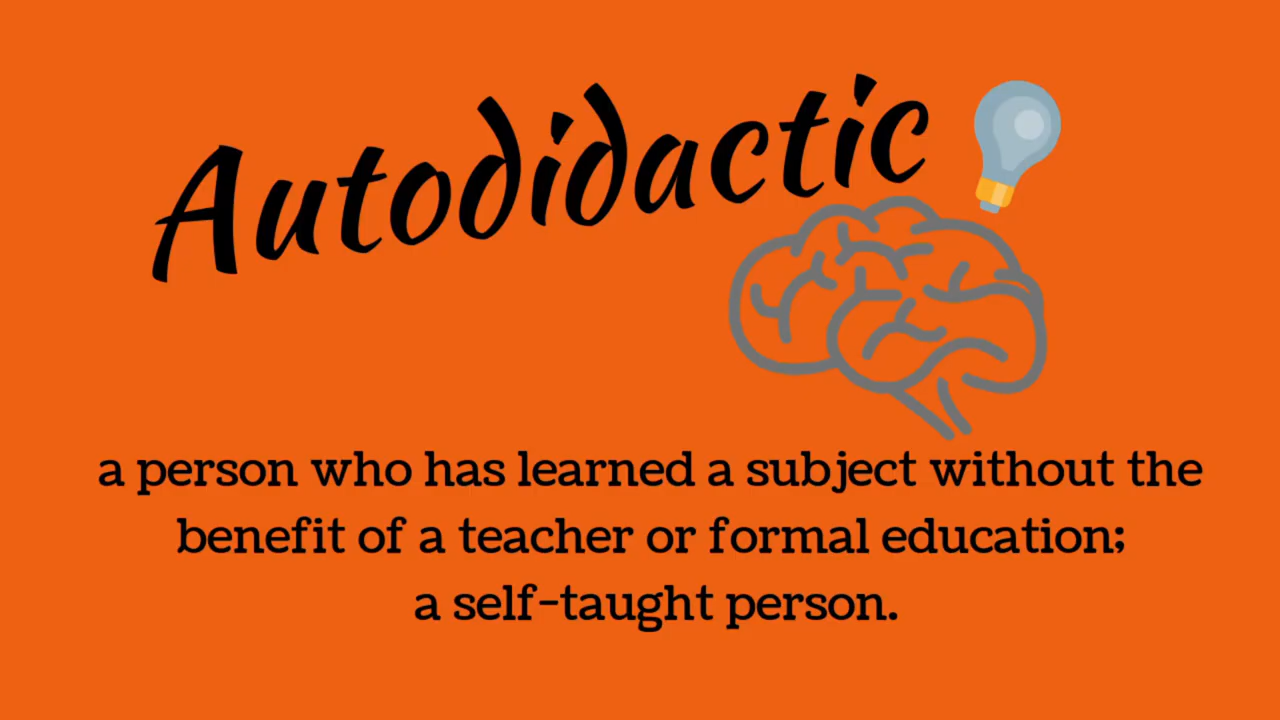 Autodidactic
a person who has learned a subject without the
benefit of a teacher or formal education;
a self-taught person.